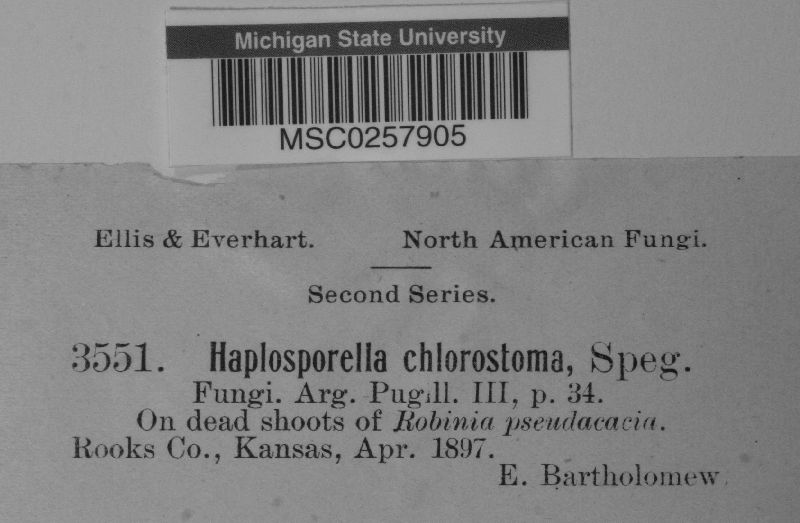 Michigan State University
MSC0257905
Ellis & Everhart. North American Fungi.
Second Series.
3551. Haplosporella chlorostoma, Speg.
Fungi. Arg. Pugill. III, p. 34.
On dead shoots of Robinia pseudacacia.
Rooks Co., Kansas, Apr. 1897.
E. Bartholomew.